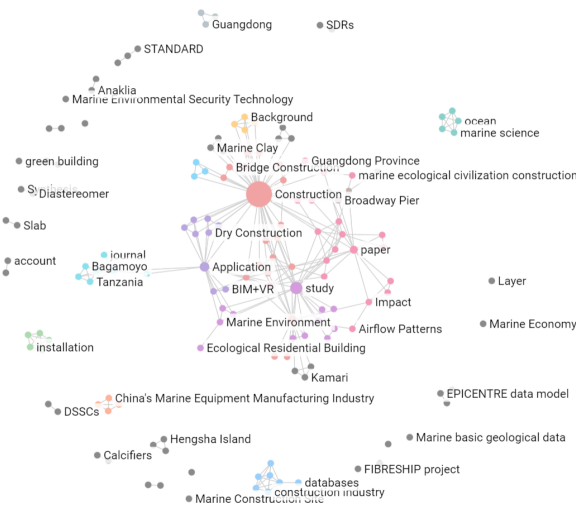 Guangdong
SDRs
STANDARD
Anaklia
Marine Environmental Security Technology
Background
ocean
marine science
Marine Clay
green building
Bridge Construction
Guangdong Province
marine ecological civilization construction
Diastereomer
Construction
Broadway Pier
Slab
Dry Construction
paper
journal
account
Bagamoyo
Application
Tanzania
BIM+VR
study
Layer
Impact
Marine Environment
Airflow Patterns
Marine Economy
installation
Ecological Residential Building
Kamari
EPICENTRE data model
China's Marine Equipment Manufacturing Industry
DSSCs
Hengsha Island
Marine basic geological data
Calcifiers
FIBRESHIP project
databases
construction industry
Marine Construction Site